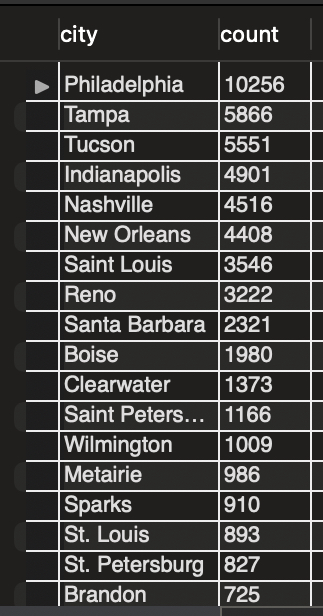 city count
Philadelphia 10256
Tampa 5866
Tucson 5551
Indianapolis 4901
Nashville 4516
New Orleans 4408
Saint Louis 3546
Reno 3222
Santa Barbara 2321
Boise 1980
Clearwater 1373
Saint Peters... 1166
Wilmington 1009
Metairie 986
Sparks 910
St. Louis 893
St. Petersburg 827
Brandon 725